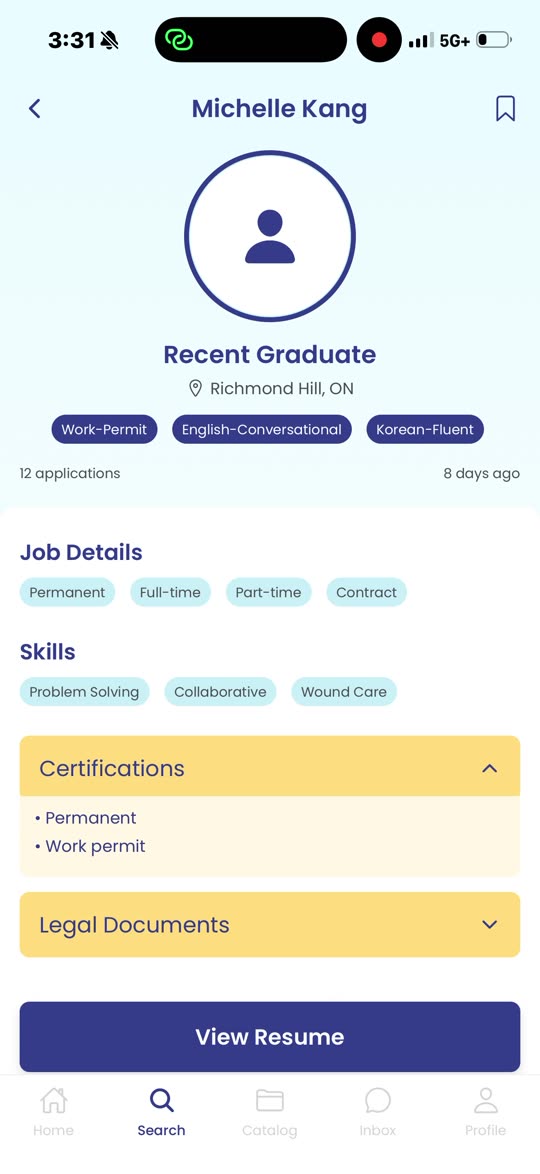 3:31 5G+
Michelle Kang
Recent Graduate
Richmond Hill, ON
Work-Permit English-Conversational Korean-Fluent
12 applications 8 days ago
Job Details
Permanent Full-time Part-time Contract
Skills
Problem Solving Collaborative Wound Care
Certifications
• Permanent
• Work permit
Legal Documents
View Resume
Home Search Catalog Inbox Profile